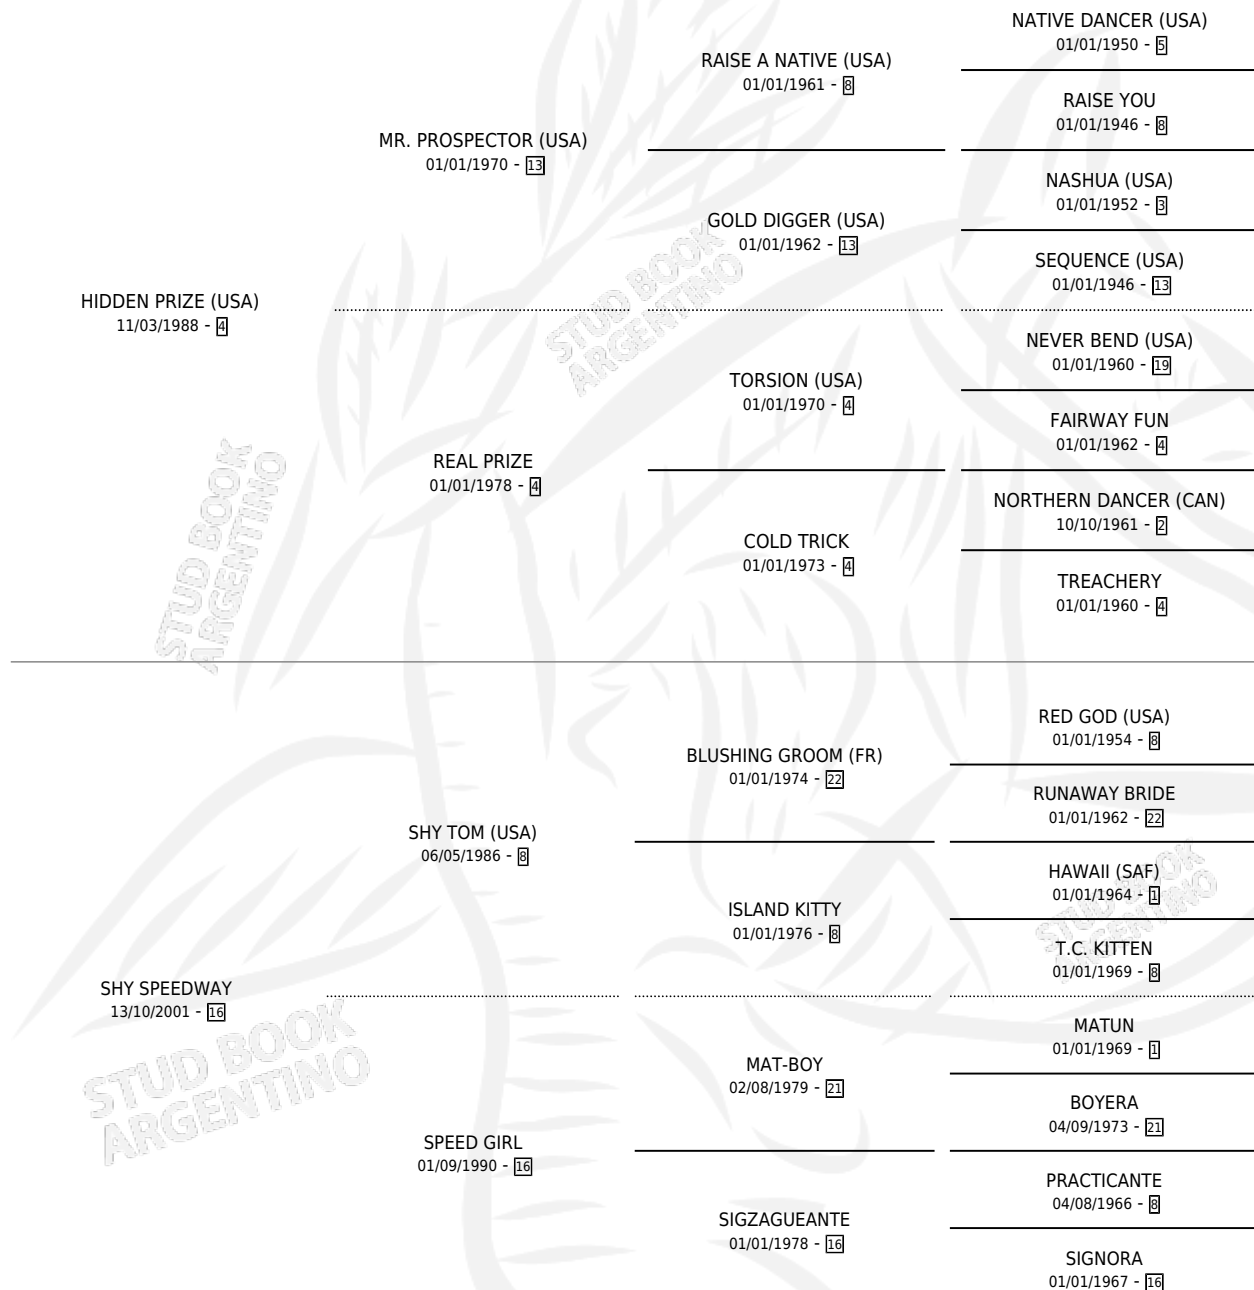 NATIVE DANCER (USA)
01/01/1950 - 5
RAISE A NATIVE (USA)
01/01/1961 - 8
RAISE YOU
01/01/1946 - 8
MR. PROSPECTOR (USA)
01/01/1970 - 13
NASHUA (USA)
01/01/1952 - 3
GOLD DIGGER (USA)
01/01/1962 - 13
SEQUENCE (USA)
01/01/1946 - 13
HIDDEN PRIZE (USA)
11/03/1988 - 4
STUD BOOK
ARGENTINO
NEVER BEND (USA)
01/01/1960 - 19
TORSION (USA)
01/01/1970 - 4
FAIRWAY FUN
01/01/1962 - 4
REAL PRIZE
01/01/1978 - 4
NORTHERN DANCER (CAN)
10/10/1961 - 2
COLD TRICK
01/01/1973 - 4
TREACHERY
01/01/1960 - 4
STUD BOOK
ARGENTINO
RED GOD (USA)
01/01/1954 - 8
BLUSHING GROOM (FR)
01/01/1974 - 22
RUNAWAY BRIDE
01/01/1962 - 22
SHY TOM (USA)
06/05/1986 - 8
HAWAII (SAF)
01/01/1964 - 1
ISLAND KITTY
01/01/1976 - 8
T.C. KITTEN
01/01/1969 - 8
STUD BOOK
ARGENTINO
SHY SPEEDWAY
13/10/2001 - 16
STUD BOOK
ARGENTINO
MATUN
01/01/1969 - 1
MAT-BOY
02/08/1979 - 21
BOYERA
04/09/1973 - 21
SPEED GIRL
01/09/1990 - 16
PRACTICANTE
04/08/1966 - 8
SIGZAGUEANTE
01/01/1978 - 16
SIGNORA
01/01/1967 - 16